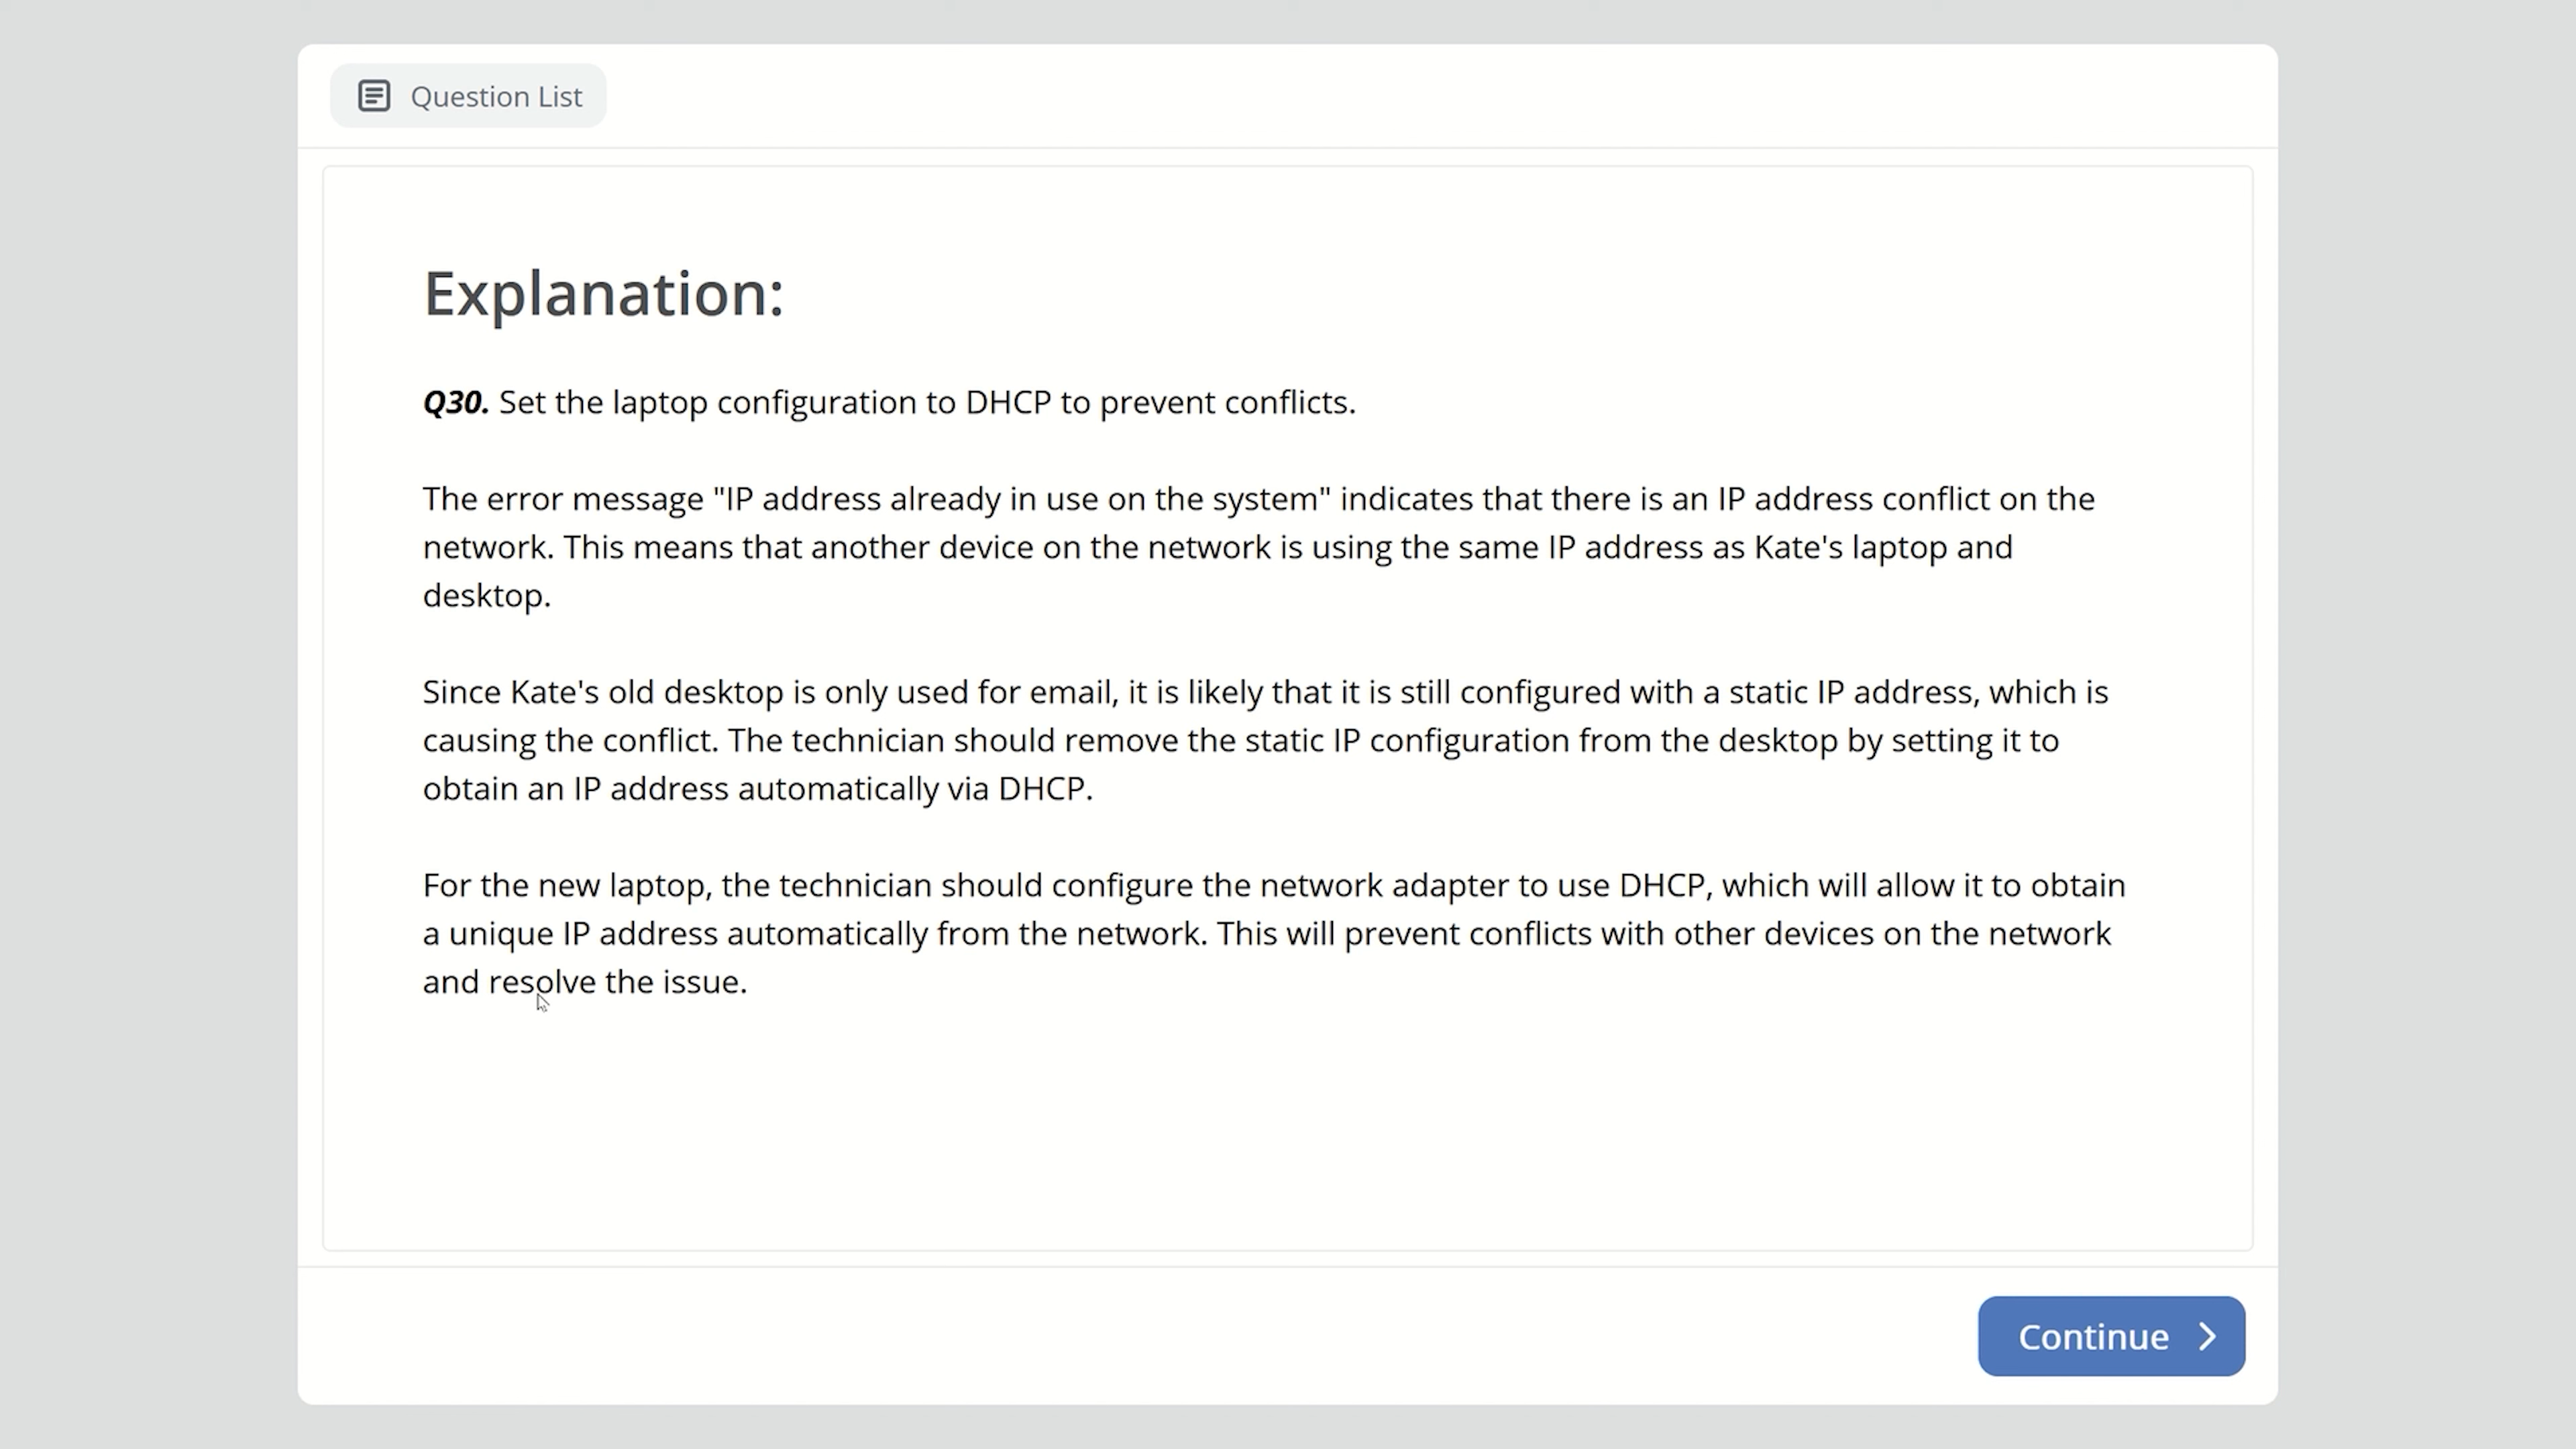 Question List
Explanation:
Q30. Set the laptop configuration to DHCP to prevent conflicts.
The error message "IP address already in use on the system" indicates that there is an IP address conflict on the
network. This means that another device on the network is using the same IP address as Kate's laptop and
desktop.
Since Kate's old desktop is only used for email, it is likely that it is still configured with a static IP address, which is
causing the conflict. The technician should remove the static IP configuration from the desktop by setting it to
obtain an IP address automatically via DHCP.
For the new laptop, the technician should configure the network adapter to use DHCP, which will allow it to obtain
a unique IP address automatically from the network. This will prevent conflicts with other devices on the network
and resolve the issue.
Continue